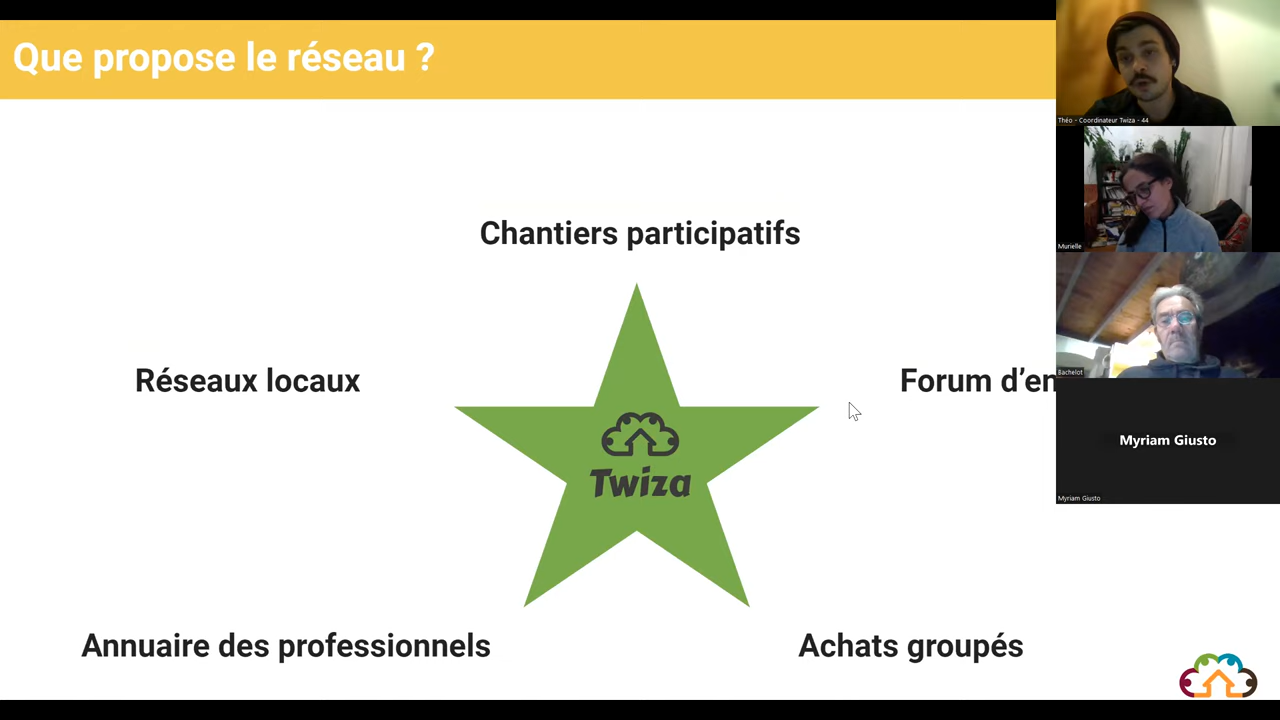 Que propose le réseau ?
Théo - Coordinateur Twiza - 44
Chantiers participatifs
Murielle
Réseaux locaux
Forum d'en
Bachelot
Myriam Giusto
Twiza
Myriam Giusto
Annuaire des professionnels
Achats groupés